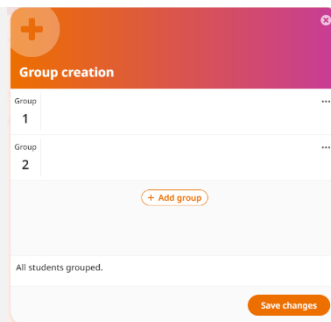 Group creation
Group
1
Group
2
+ Add group
All students grouped.
Save changes